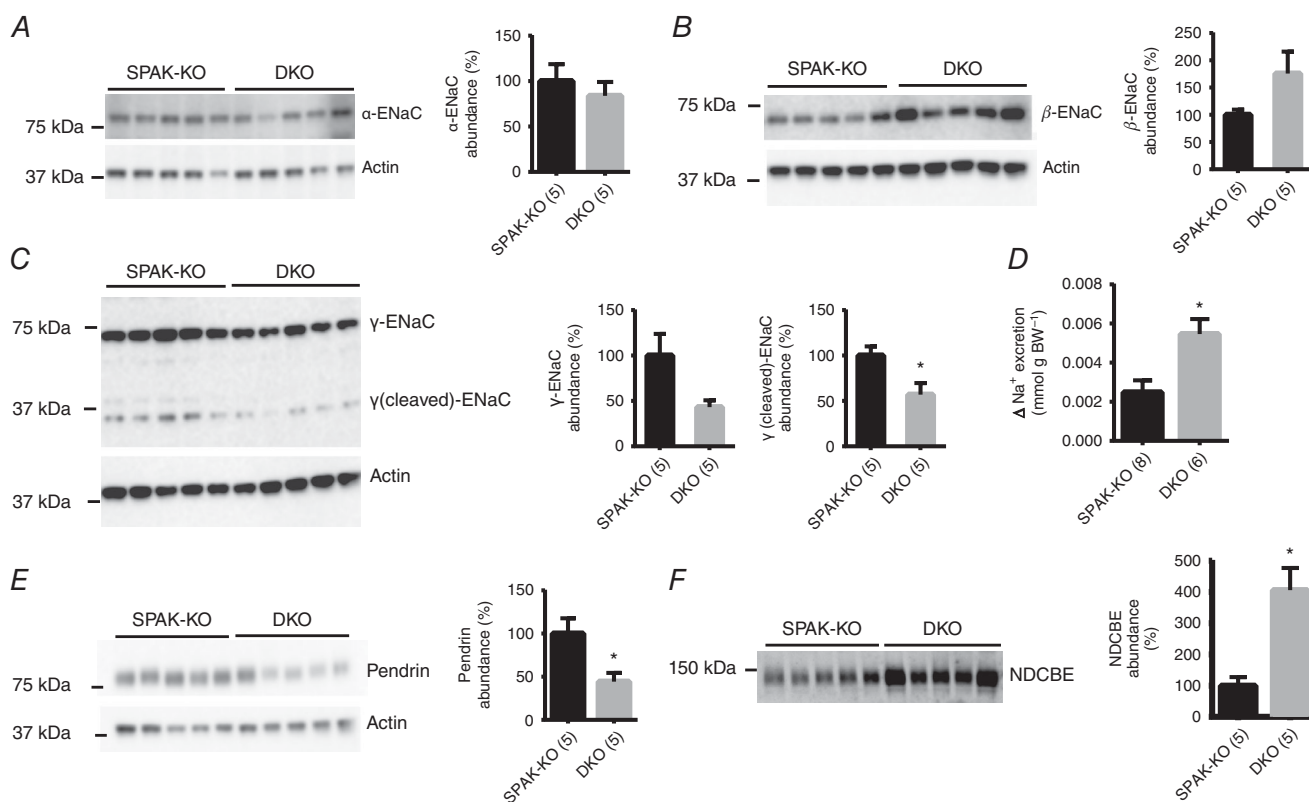 A
SPAK-KO
DKO
α-ENaC
75 kDa
Actin
37 kDa
α-ENaC
abundance (%)
150
100
50
0
SPAK-KO (5)
DKO (5)
B
SPAK-KO
DKO
75 kDa
β-ENaC
Actin
37 kDa
β-ENaC
abundance (%)
250
200
150
100
50
0
SPAK-KO (5)
DKO (5)
C
SPAK-KO
DKO
75 kDa
γ-ENaC
37 kDa
γ(cleaved)-ENaC
Actin
37 kDa
γ-ENaC
abundance (%)
150
100
50
0
SPAK-KO (5)
DKO (5)
γ (cleaved)-ENaC
abundance (%)
150
100
50
0
*
SPAK-KO (5)
DKO (5)
D
Δ Na⁺ excretion
(mmol g BW⁻¹)
0.008
0.006
0.004
0.002
0.000
*
SPAK-KO (8)
DKO (6)
E
SPAK-KO
DKO
Pendrin
75 kDa
Actin
37 kDa
Pendrin
abundance (%)
150
100
50
0
*
SPAK-KO (5)
DKO (5)
F
SPAK-KO
DKO
150 kDa
NDCBE
NDCBE
abundance
(%)
500
400
300
200
100
0
*
SPAK-KO (5)
DKO (5)